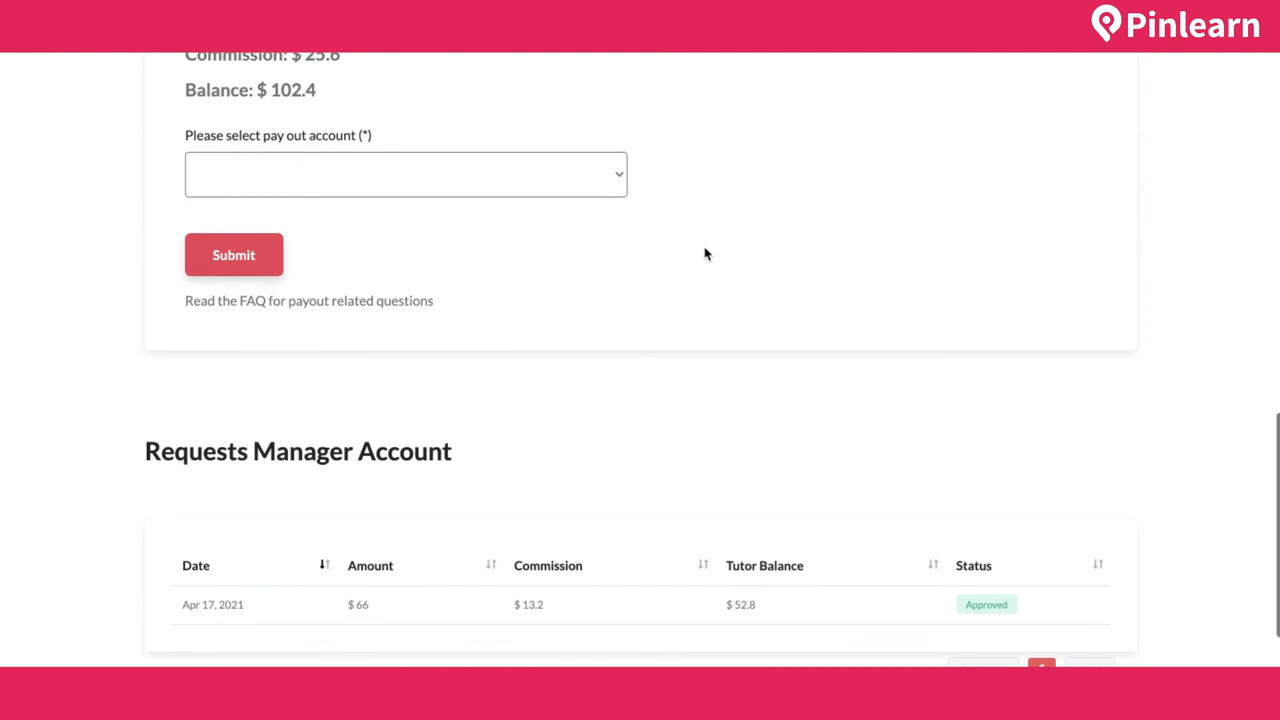 Pinlearn
Commission: $ 25.6
Balance: $ 102.4
Please select pay out account (*)
Submit
Read the FAQ for payout related questions
Requests Manager Account
Date Amount Commission Tutor Balance Status
Apr 17, 2021 $ 66 $ 13.2 $ 52.8 Approved